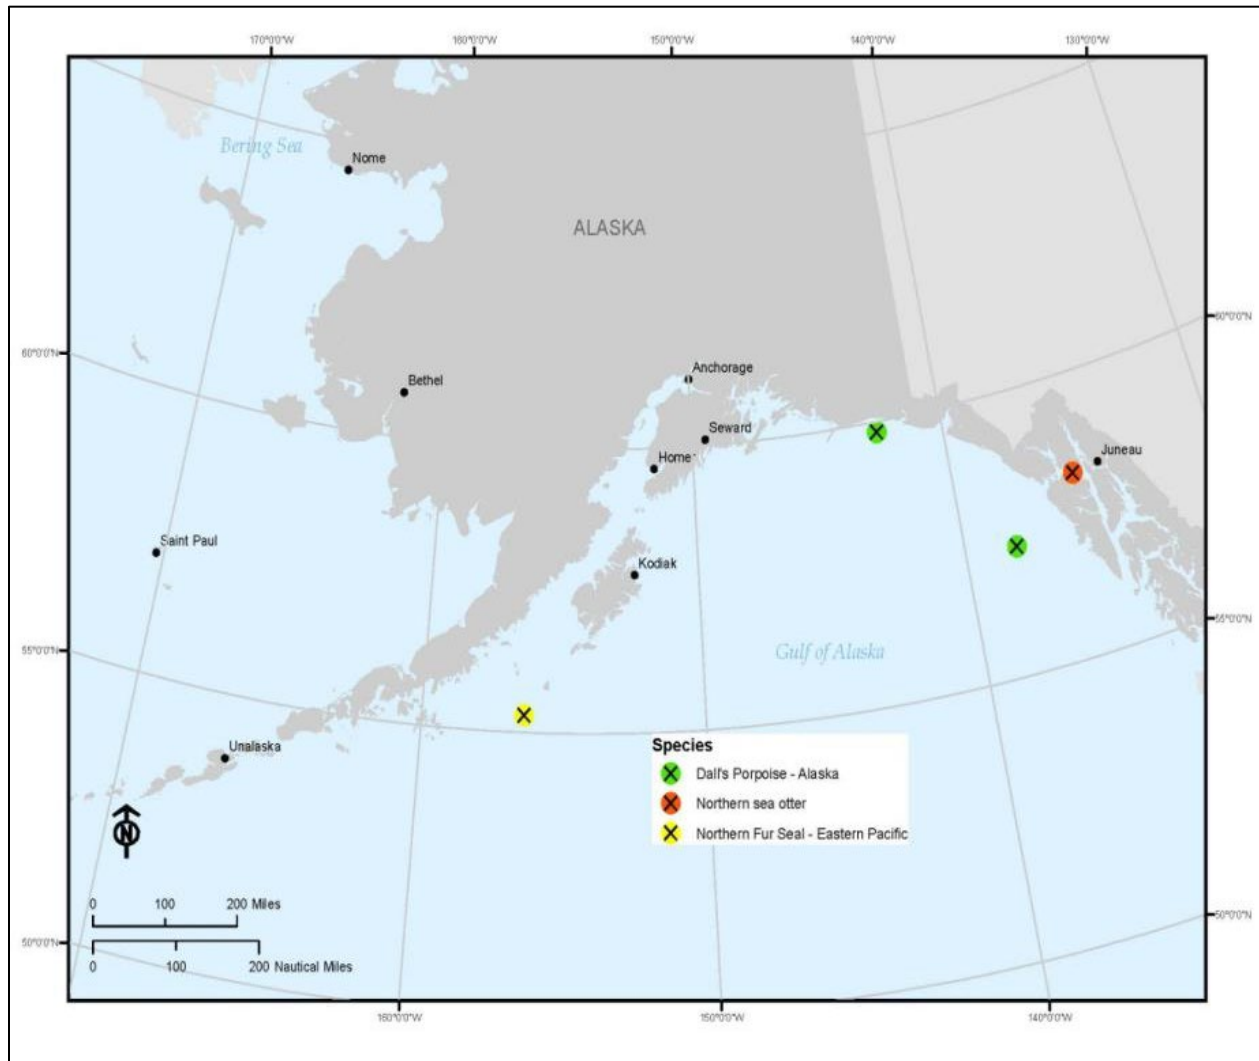 170°0'0"W 160°0'0"W 150°0'0"W 140°0'0"W 130°0'0"W
Bering Sea
Nome
ALASKA
60°0'0"N
60°0'0"N
Anchorage
Bethel
Seward
Home
Juneau
Saint Paul
Kodiak
55°0'0"N
55°0'0"N
Gulf of Alaska
Unalaska
Species
Dall's Porpoise - Alaska
Northern sea otter
Northern Fur Seal - Eastern Pacific
N
0 100 200 Miles
50°0'0"N
50°0'0"N
0 100 200 Nautical Miles
160°0'0"W 150°0'0"W 140°0'0"W